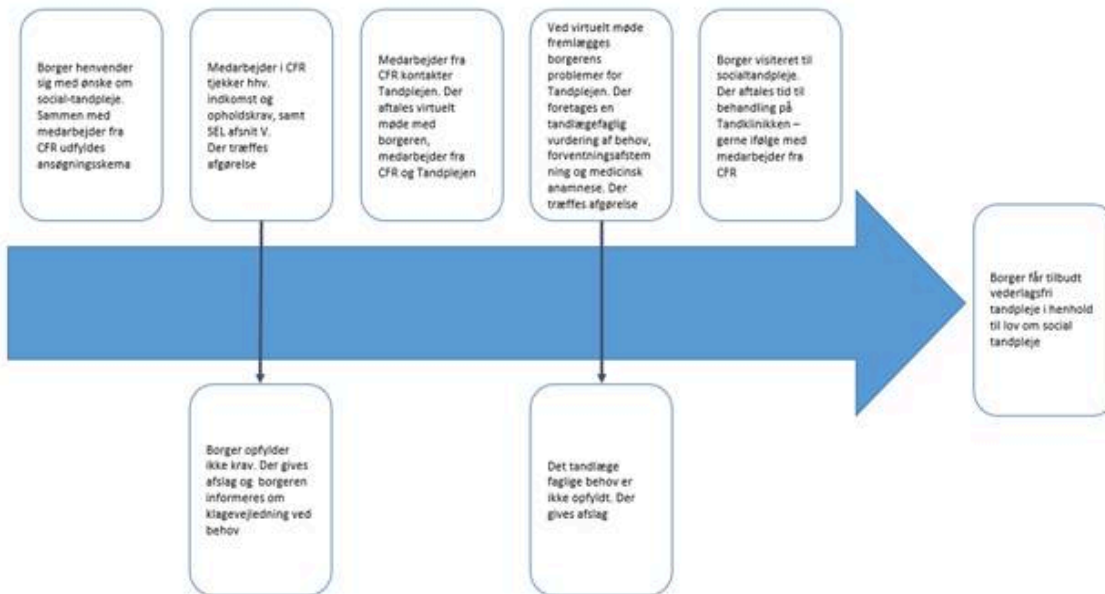 Borger henvender
sig med ønske om
social-tandpleje.
Sammen med
medarbejder fra
CFR udfyldes
ansøgningsskema
Medarbejder i CFR
tjekker hhv.
indkomst og
opholdskrav, samt
SEL afsnit V.
Der træffes
afgørelse
Medarbejder fra
CFR kontakter
Tandplejen. Der
aftales virtuelt
møde med
borgeren,
medarbejder fra
CFR og Tandplejen
Ved virtuelt møde
fremlægges
borgerens
problemer for
Tandplejen. Der
foretages en
tandlægefaglig
vurdering af behov,
forventningsafstem
ning og medicinsk
anamnese. Der
træffes afgørelse
Borger visiteret til
socialtandpleje.
Der aftales tid til
behandling på
Tandklinikken –
gerne ifølge med
medarbejder fra
CFR
Borger får tilbudt
vederlagsfri
tandpleje i henhold
til lov om social
tandpleje
Borger opfylder
ikke krav. Der gives
afslag og borgeren
informeres om
klagevejledning ved
behov
Det tandlæge
faglige behov er
ikke opfyldt. Der
gives afslag